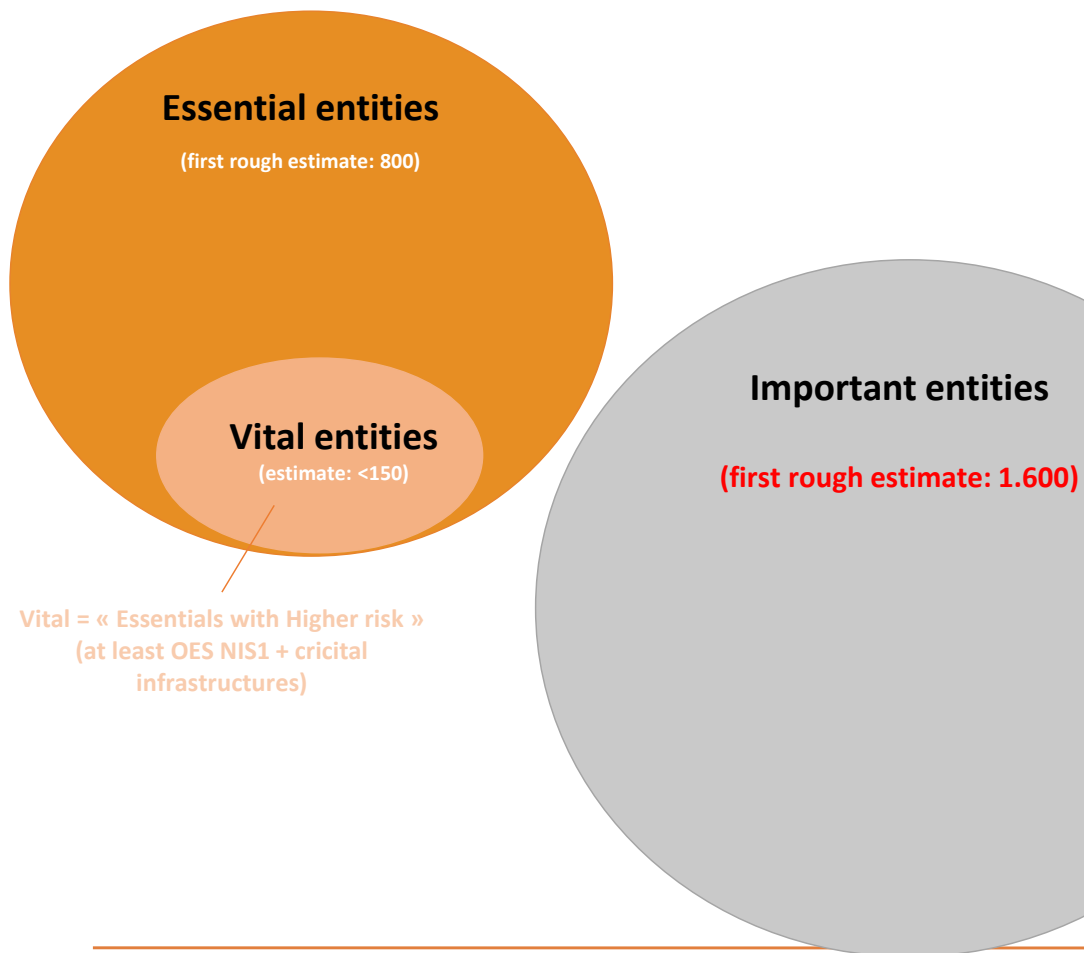 Essential entities
(first rough estimate: 800)
Vital entities
(estimate: <150)
Vital = « Essentials with Higher risk »
(at least OES NIS1 + cricital
infrastructures)
Important entities
(first rough estimate: 1.600)